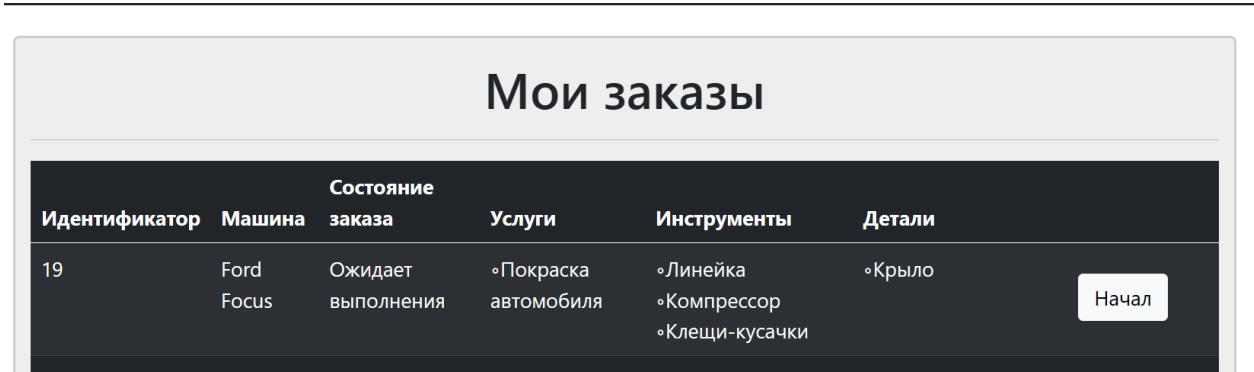 Мои заказы
Идентификатор Машина Состояние заказа Услуги Инструменты Детали
19 Ford Focus Ожидает выполнения ∘Покраска автомобиля ∘Линейка ∘Компрессор ∘Клещи-кусачки ∘Крыло Начал